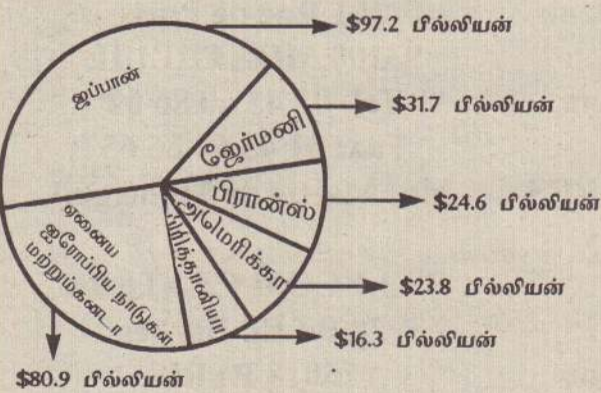 $97.2 பில்லியன்
ஜப்பான்
$31.7 பில்லியன்
ஜேர்மனி
பிரான்ஸ்
$24.6 பில்லியன்
அமெரிக்கா
$23.8 பில்லியன்
பிரித்தானியா
$16.3 பில்லியன்
ஏனைய
ஐரோப்பிய நாடுகள்
மற்றும்கனடா
$80.9 பில்லியன்